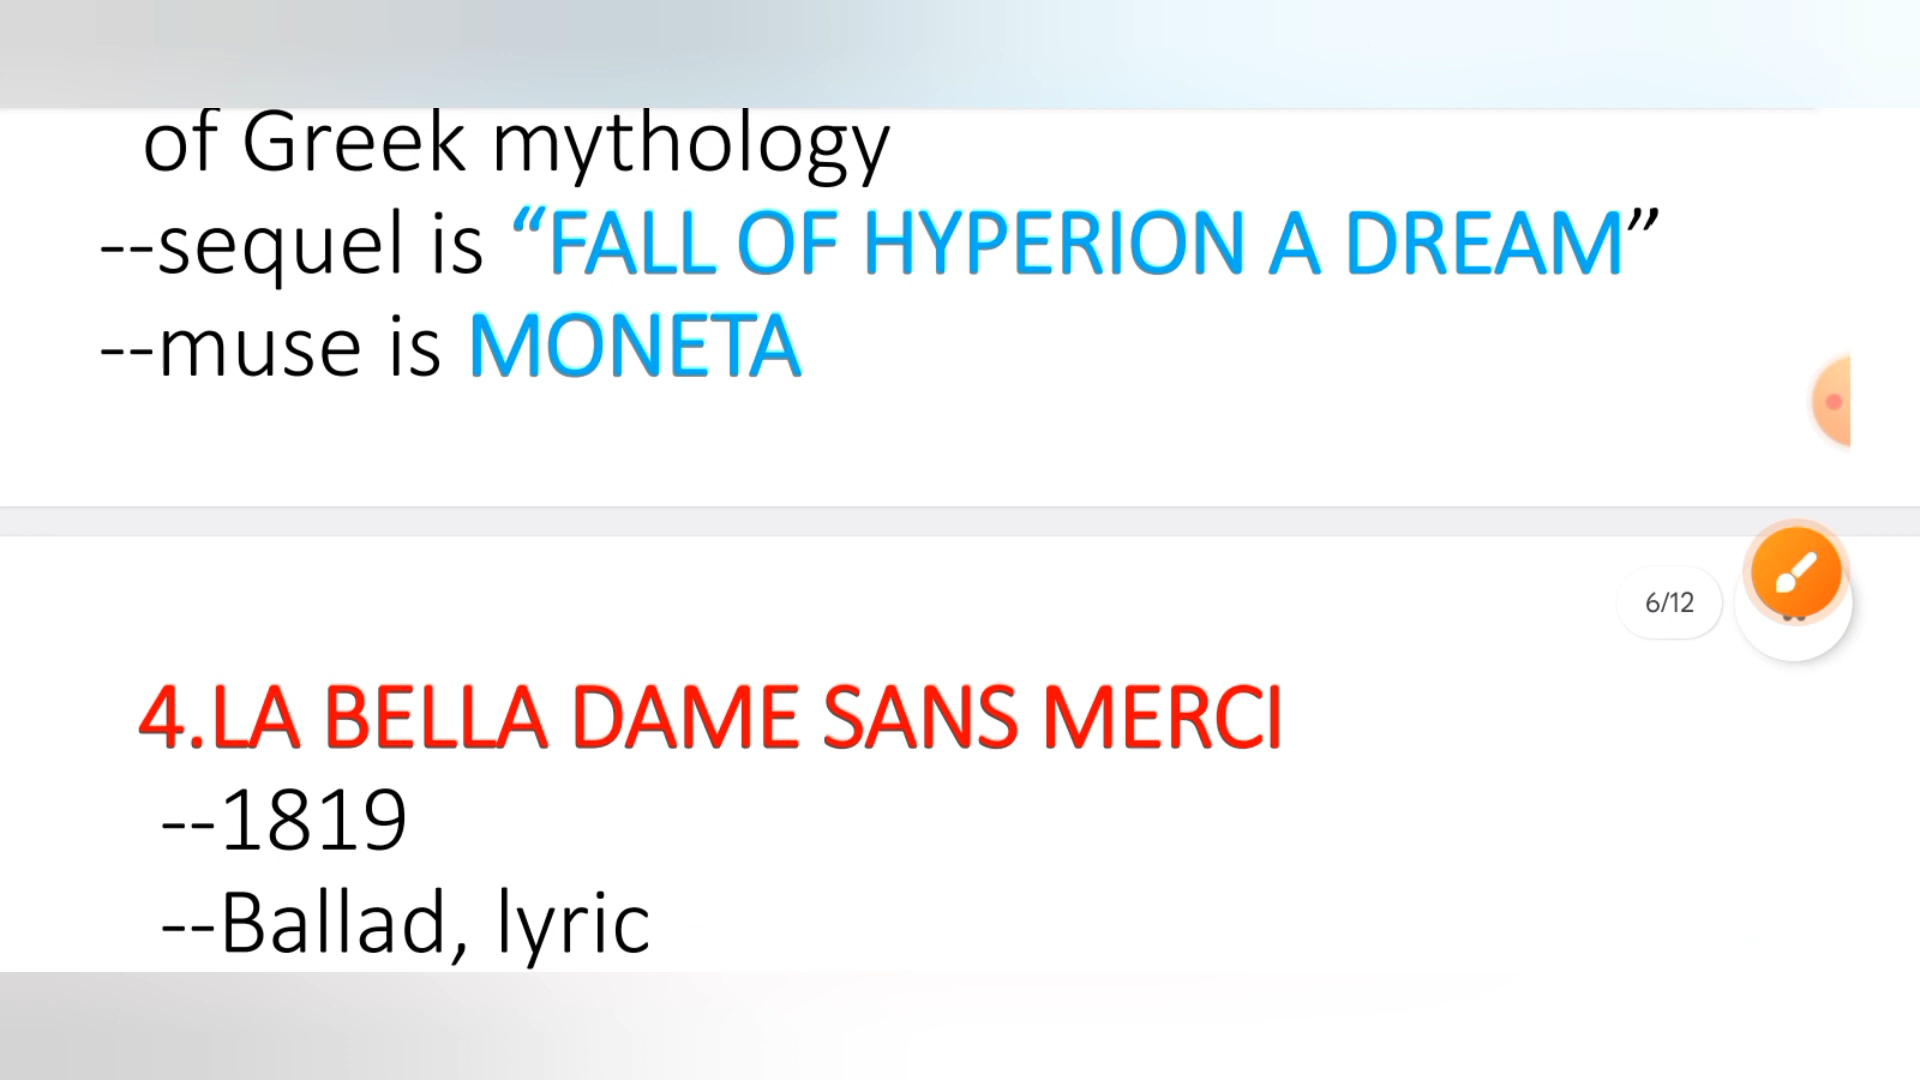 of Greek mythology
--sequel is “FALL OF HYPERION A DREAM”
--muse is MONETA
6/12
4.LA BELLA DAME SANS MERCI
--1819
--Ballad, lyric